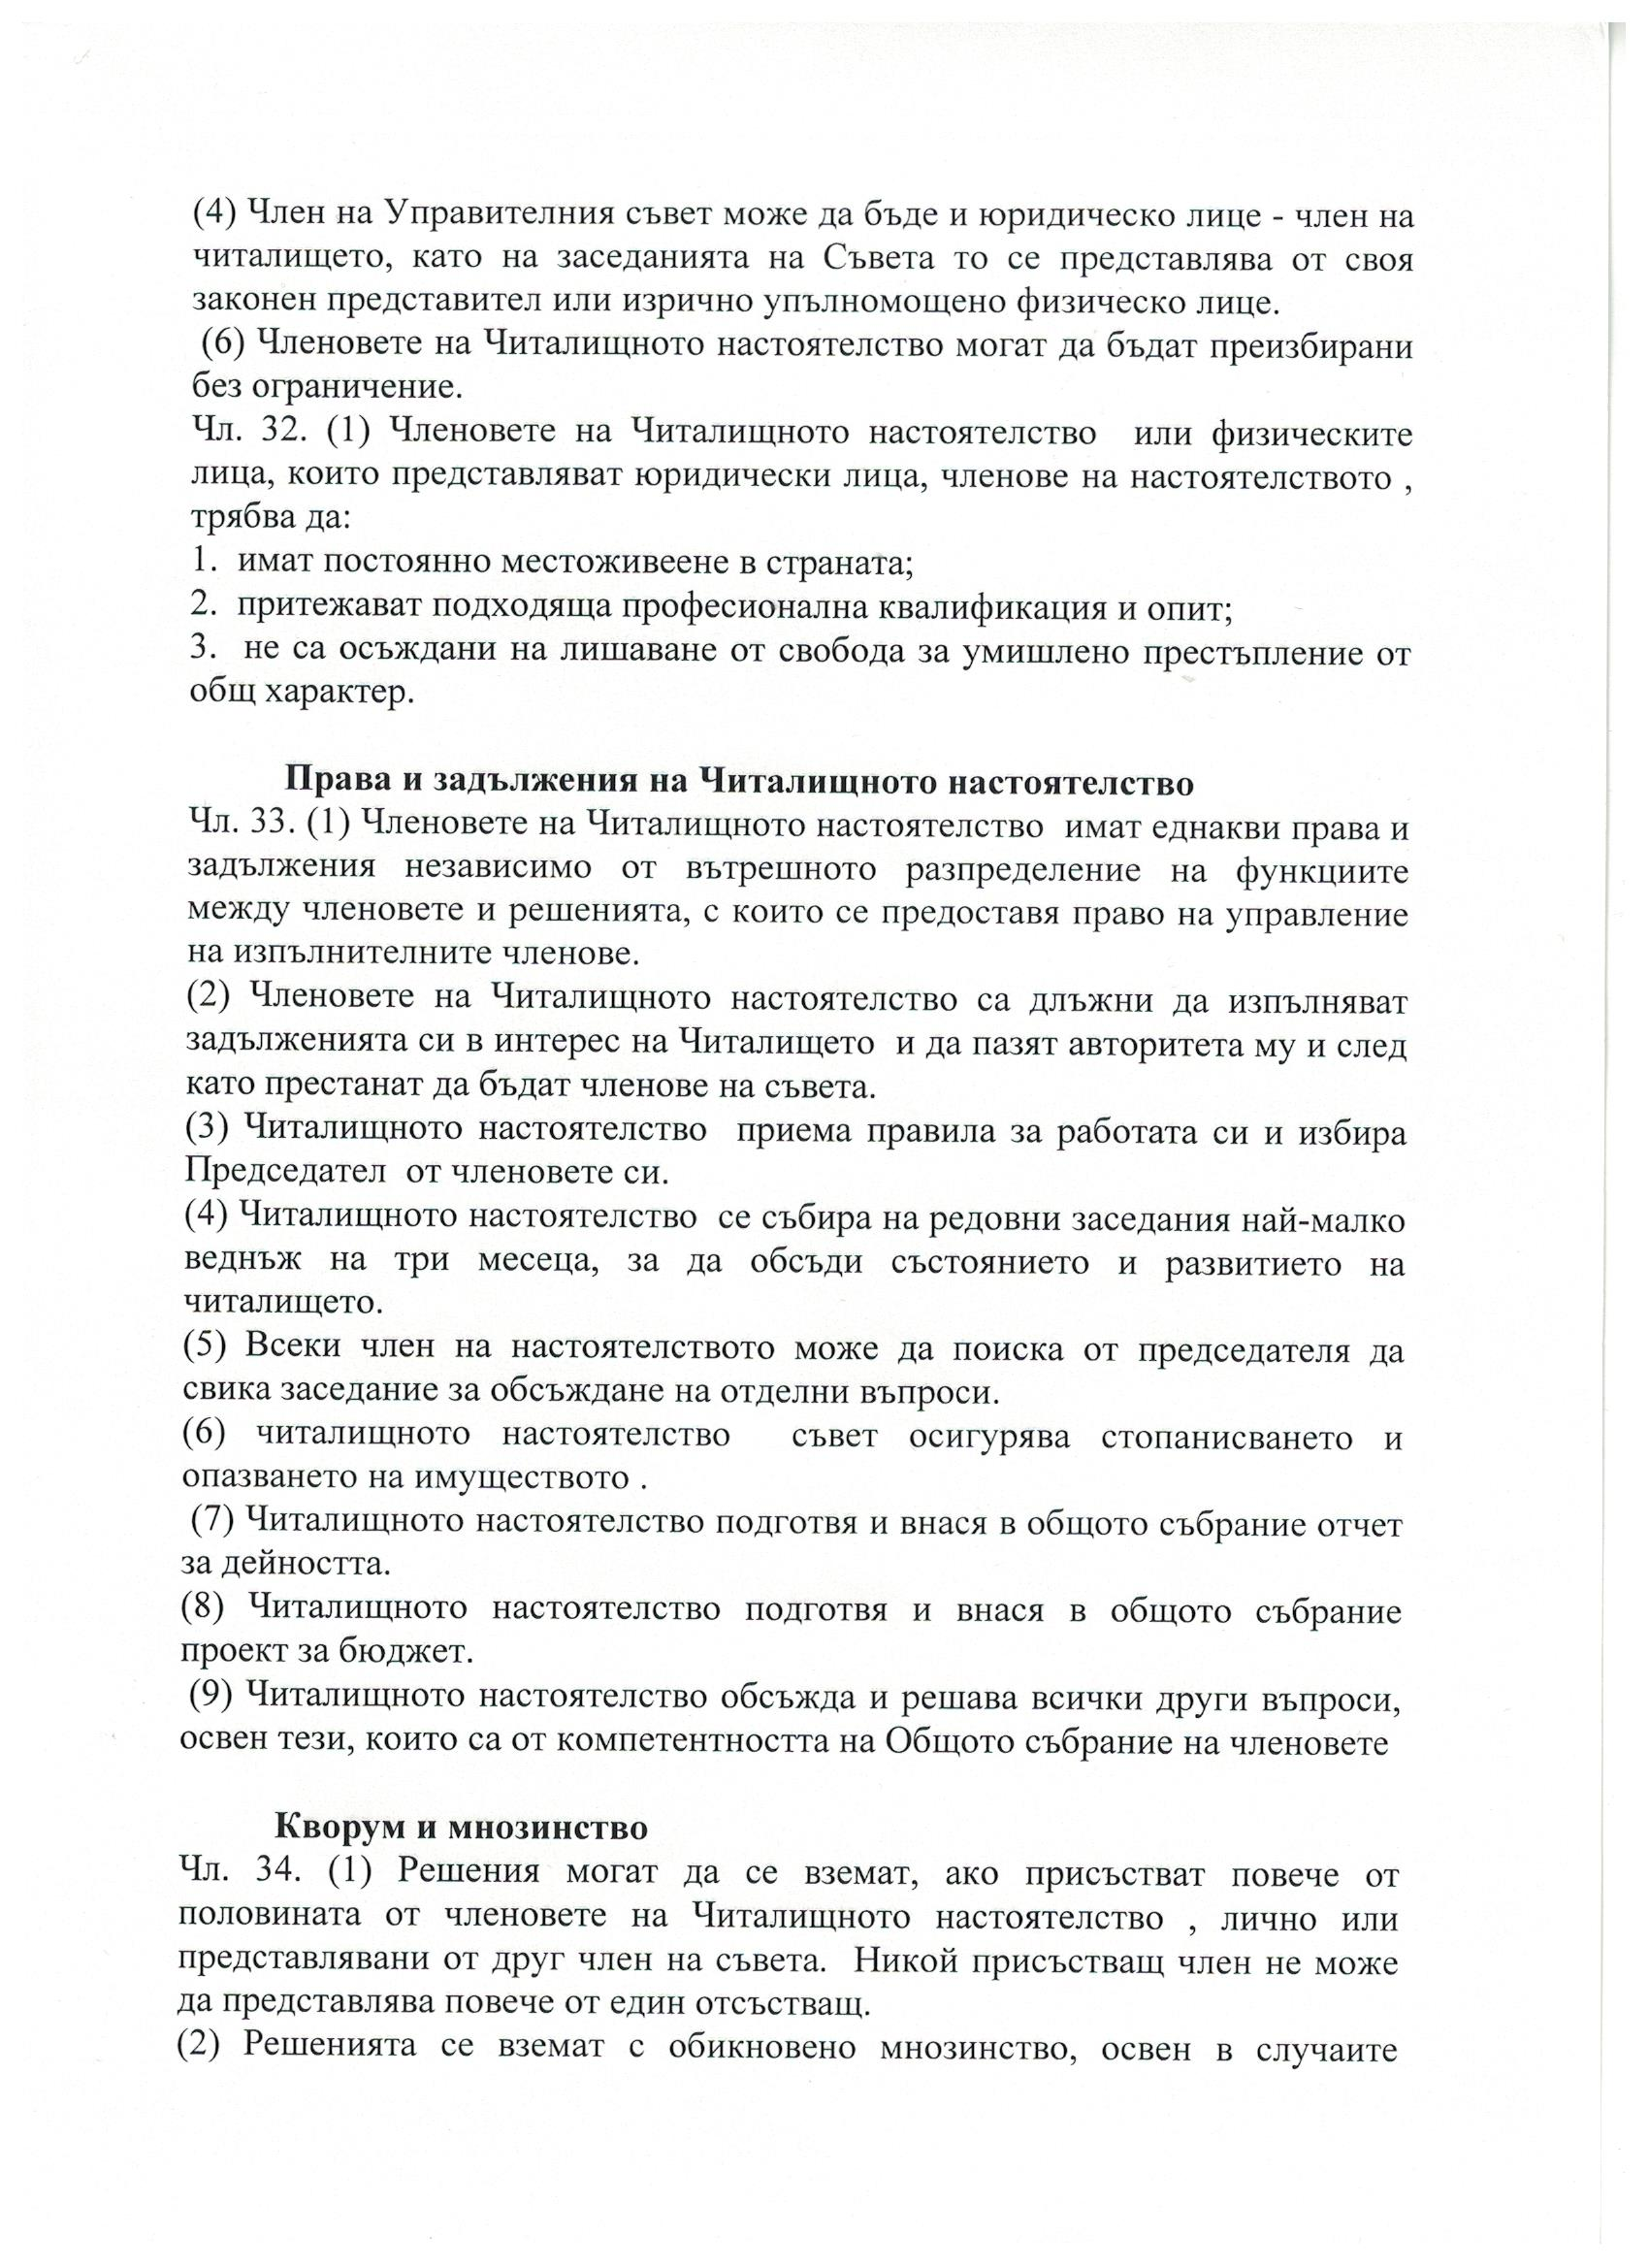 (4) Член на Управителния съвет може да бъде и юридическо лице - член на
читалището, като на заседанията на Съвета то се представлява от своя
законен представител или изрично упълномощено физическо лице.
(6) Членовете на Читалищното настоятелство могат да бъдат преизбирани
без ограничение.
Чл. 32. (1) Членовете на Читалищното настоятелство или физическите
лица, които представляват юридически лица, членове на настоятелството ,
трябва да:
1. имат постоянно местоживеене в страната;
2. притежават подходяща професионална квалификация и опит;
3. не са осъждани на лишаване от свобода за умишлено престъпление от
общ характер.
Права и задължения на Читалищното настоятелство
Чл. 33. (1) Членовете на Читалищното настоятелство имат еднакви права и
задължения независимо от вътрешното разпределение на функциите
между членовете и решенията, с които се предоставя право на управление
на изпълнителните членове.
(2) Членовете на Читалищното настоятелство са длъжни да изпълняват
задълженията си в интерес на Читалището и да пазят авторитета му и след
като престанат да бъдат членове на съвета.
(3) Читалищното настоятелство приема правила за работата си и избира
Председател от членовете си.
(4) Читалищното настоятелство се събира на редовни заседания най-малко
веднъж на три месеца, за да обсъди състоянието и развитието на
читалището.
(5) Всеки член на настоятелството може да поиска от председателя да
свика заседание за обсъждане на отделни въпроси.
(6) читалищното настоятелство съвет осигурява стопанисването и
опазването на имуществото .
(7) Читалищното настоятелство подготвя и внася в общото събрание отчет
за дейността.
(8) Читалищното настоятелство подготвя и внася в общото събрание
проект за бюджет.
(9) Читалищното настоятелство обсъжда и решава всички други въпроси,
освен тези, които са от компетентността на Общото събрание на членовете
Кворум и мнозинство
Чл. 34. (1) Решения могат да се вземат, ако присъстват повече от
половината от членовете на Читалищното настоятелство , лично или
представлявани от друг член на съвета. Никой присъстващ член не може
да представлява повече от един отсъстващ.
(2) Решенията се вземат с обикновено мнозинство, освен в случаите